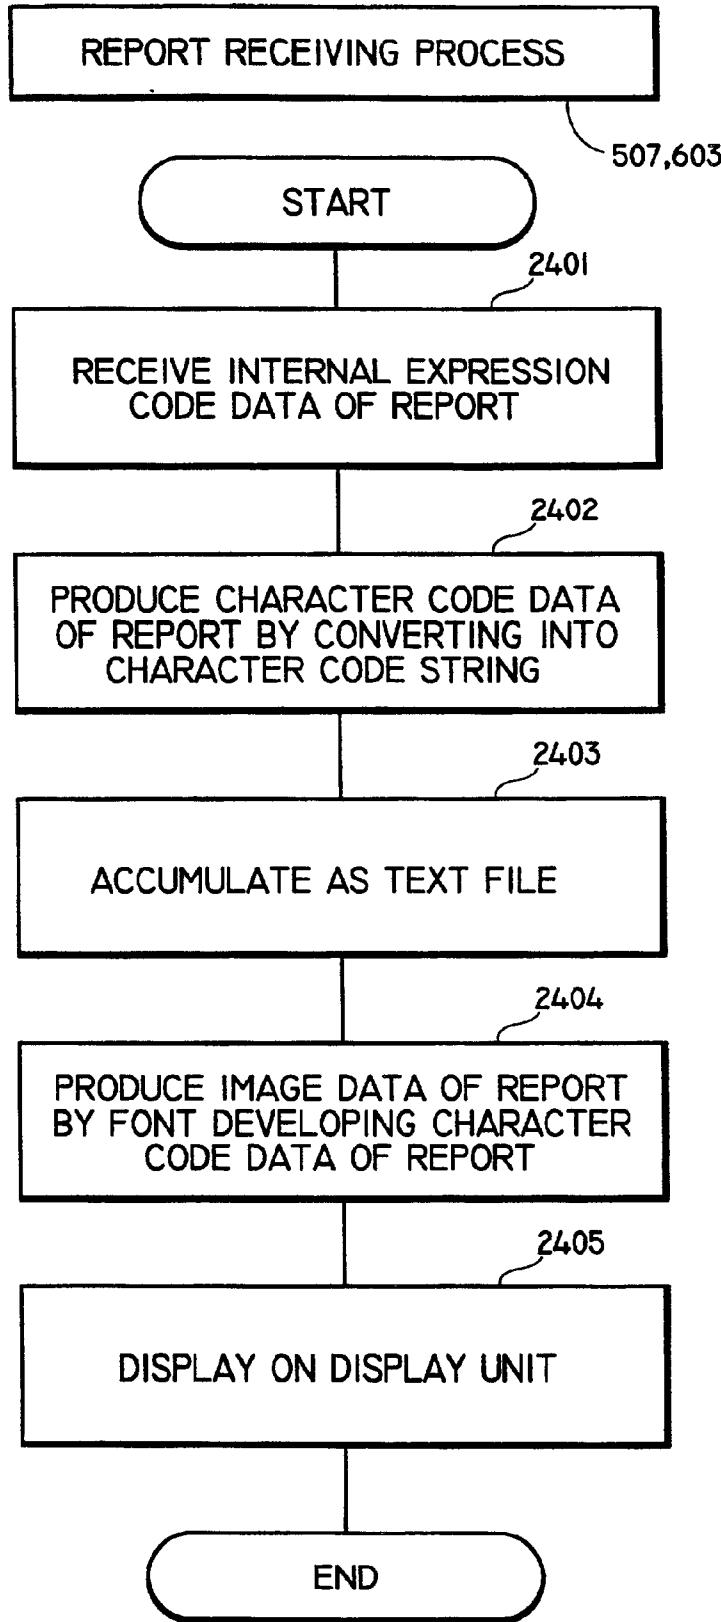 REPORT RECEIVING PROCESS
507,603
START
2401
RECEIVE INTERNAL EXPRESSION
CODE DATA OF REPORT
2402
PRODUCE CHARACTER CODE DATA
OF REPORT BY CONVERTING INTO
CHARACTER CODE STRING
2403
ACCUMULATE AS TEXT FILE
2404
PRODUCE IMAGE DATA OF REPORT
BY FONT DEVELOPING CHARACTER
CODE DATA OF REPORT
2405
DISPLAY ON DISPLAY UNIT
END